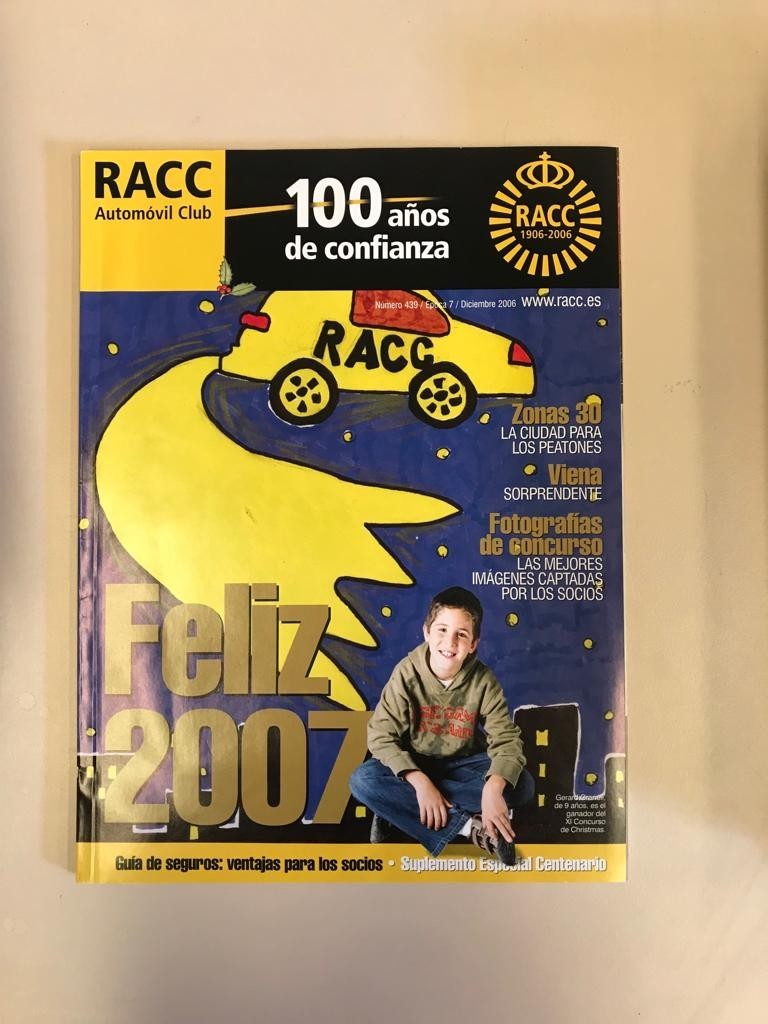 RACC
Automóvil Club
100 años
de confianza
RACC
1906-2006
Número 439 / Época 7 / Diciembre 2006 www.racc.es
RACC
Zonas 30
LA CIUDAD PARA
LOS PEATONES
Viena
SORPRENDENTE
Fotografías
de concurso
LAS MEJORES
IMÁGENES CAPTADAS
POR LOS SOCIOS
Feliz
2007
Gerard
de 9 años, es el
ganador del
XI Concurso
de Christmas.
Guía de seguros: ventajas para los socios • Suplemento Especial Centenario